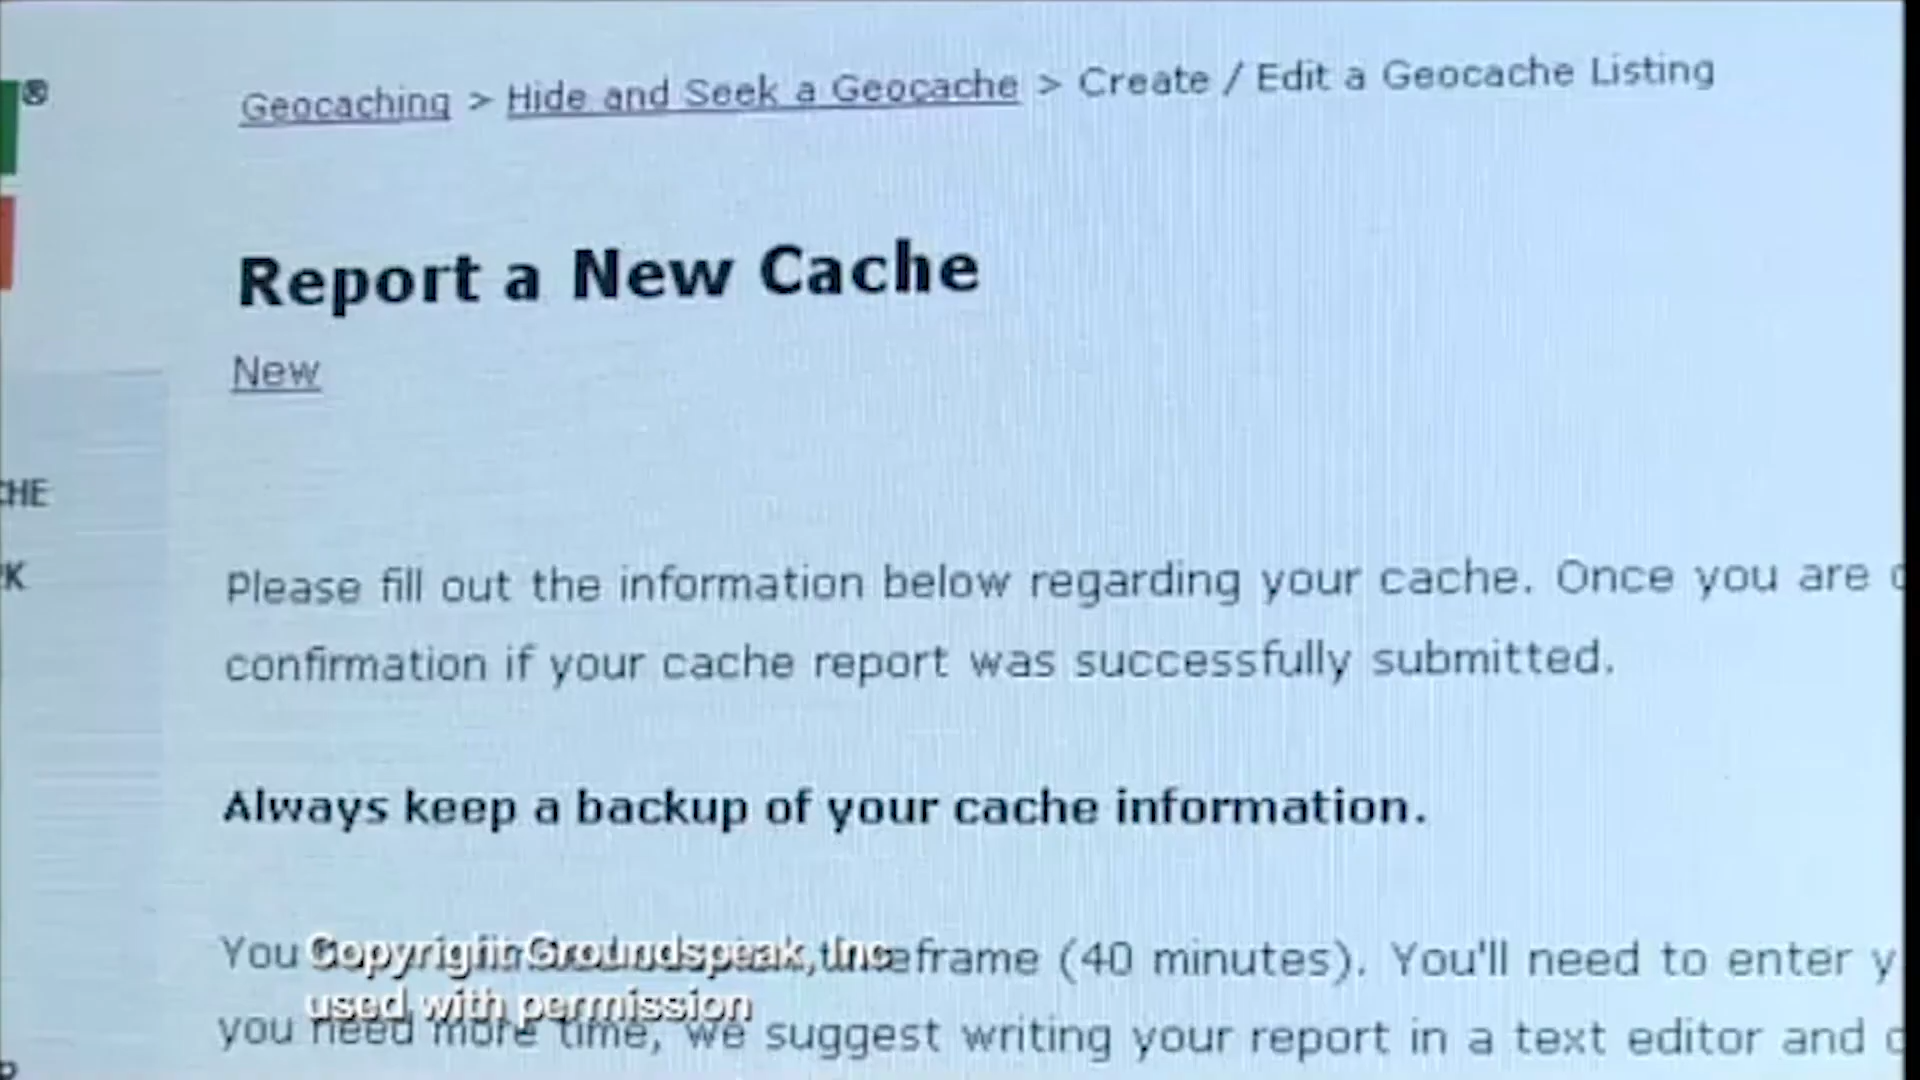 ®
Geocaching > Hide and Seek a Geocache > Create / Edit a Geocache Listing
Report a New Cache
New
CHE
Please fill out the information below regarding your cache. Once you are
confirmation if your cache report was successfully submitted.
Always keep a backup of your cache information.
You frame (40 minutes). You'll need to enter y
Copyright Groundspeak, Inc
used with permission
you need more time, we suggest writing your report in a text editor and